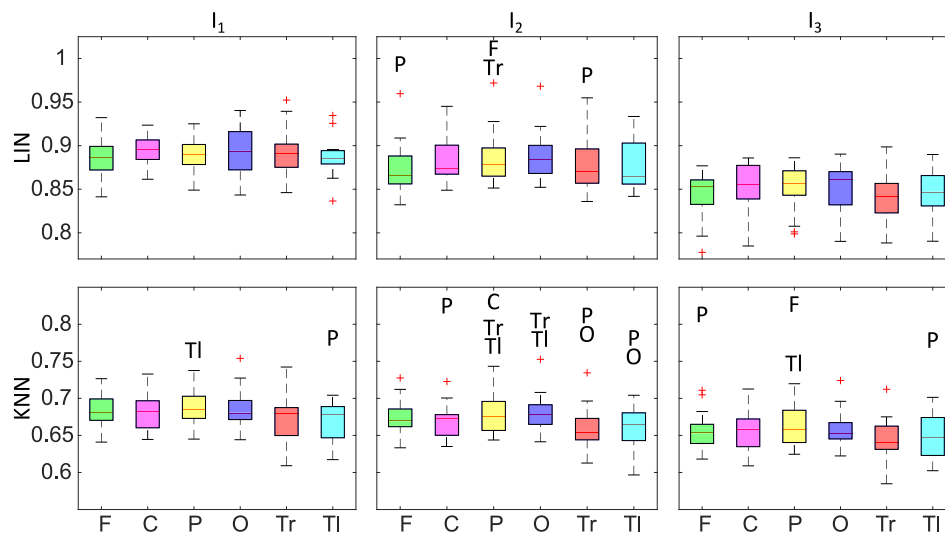 I1 I2 I3
LIN
1
0.95
0.9
0.85
0.8
P
F
Tr
P
KNN
0.8
0.75
0.7
0.65
0.6
Tl
P
P
C
Tr
Tl
Tr
Tl
P
O
P
O
P
F
Tl
P
F C P O Tr Tl F C P O Tr Tl F C P O Tr Tl